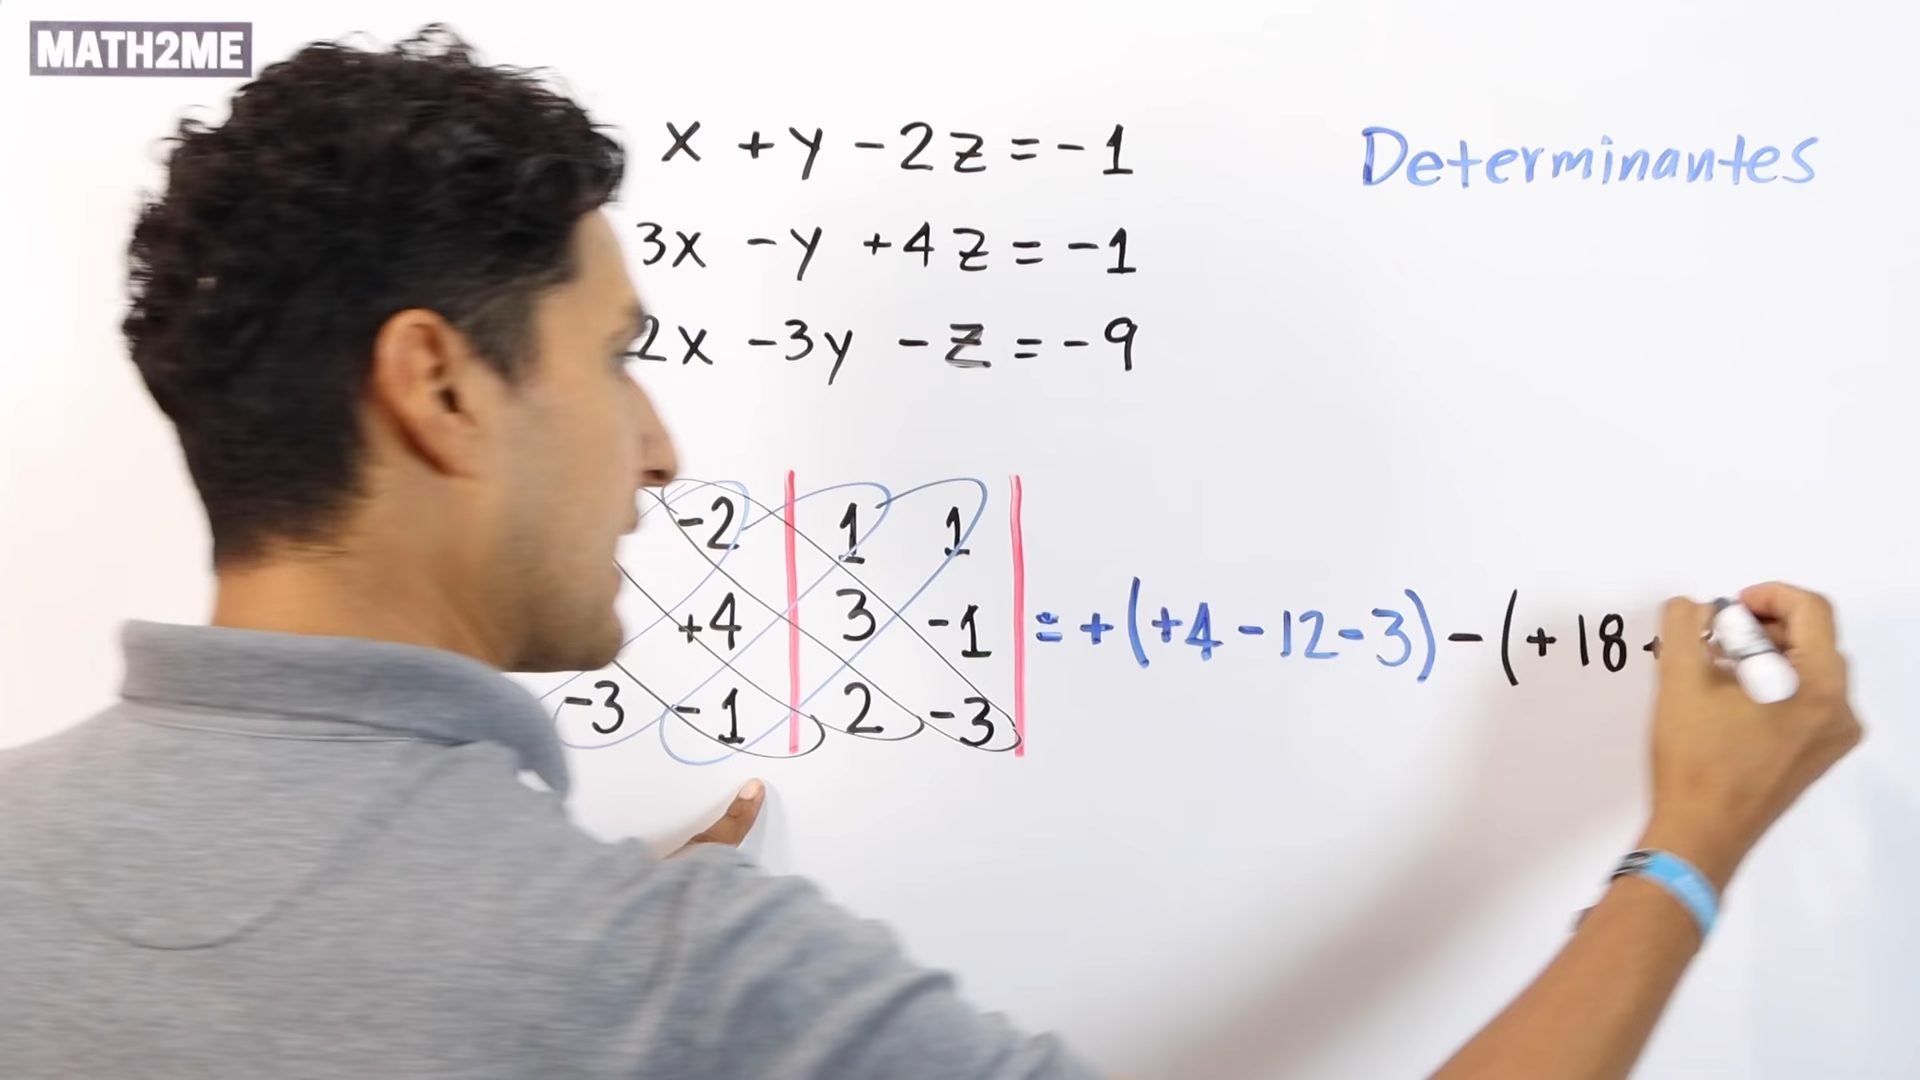 MATH2ME
x + y - 2z = -1
Determinantes
3x - y + 4z = -1
2x - 3y - z = -9
-2 1 1
+4 3 -1 = + (+4 - 12 - 3) - (+ 18
-3 -1 2 -3